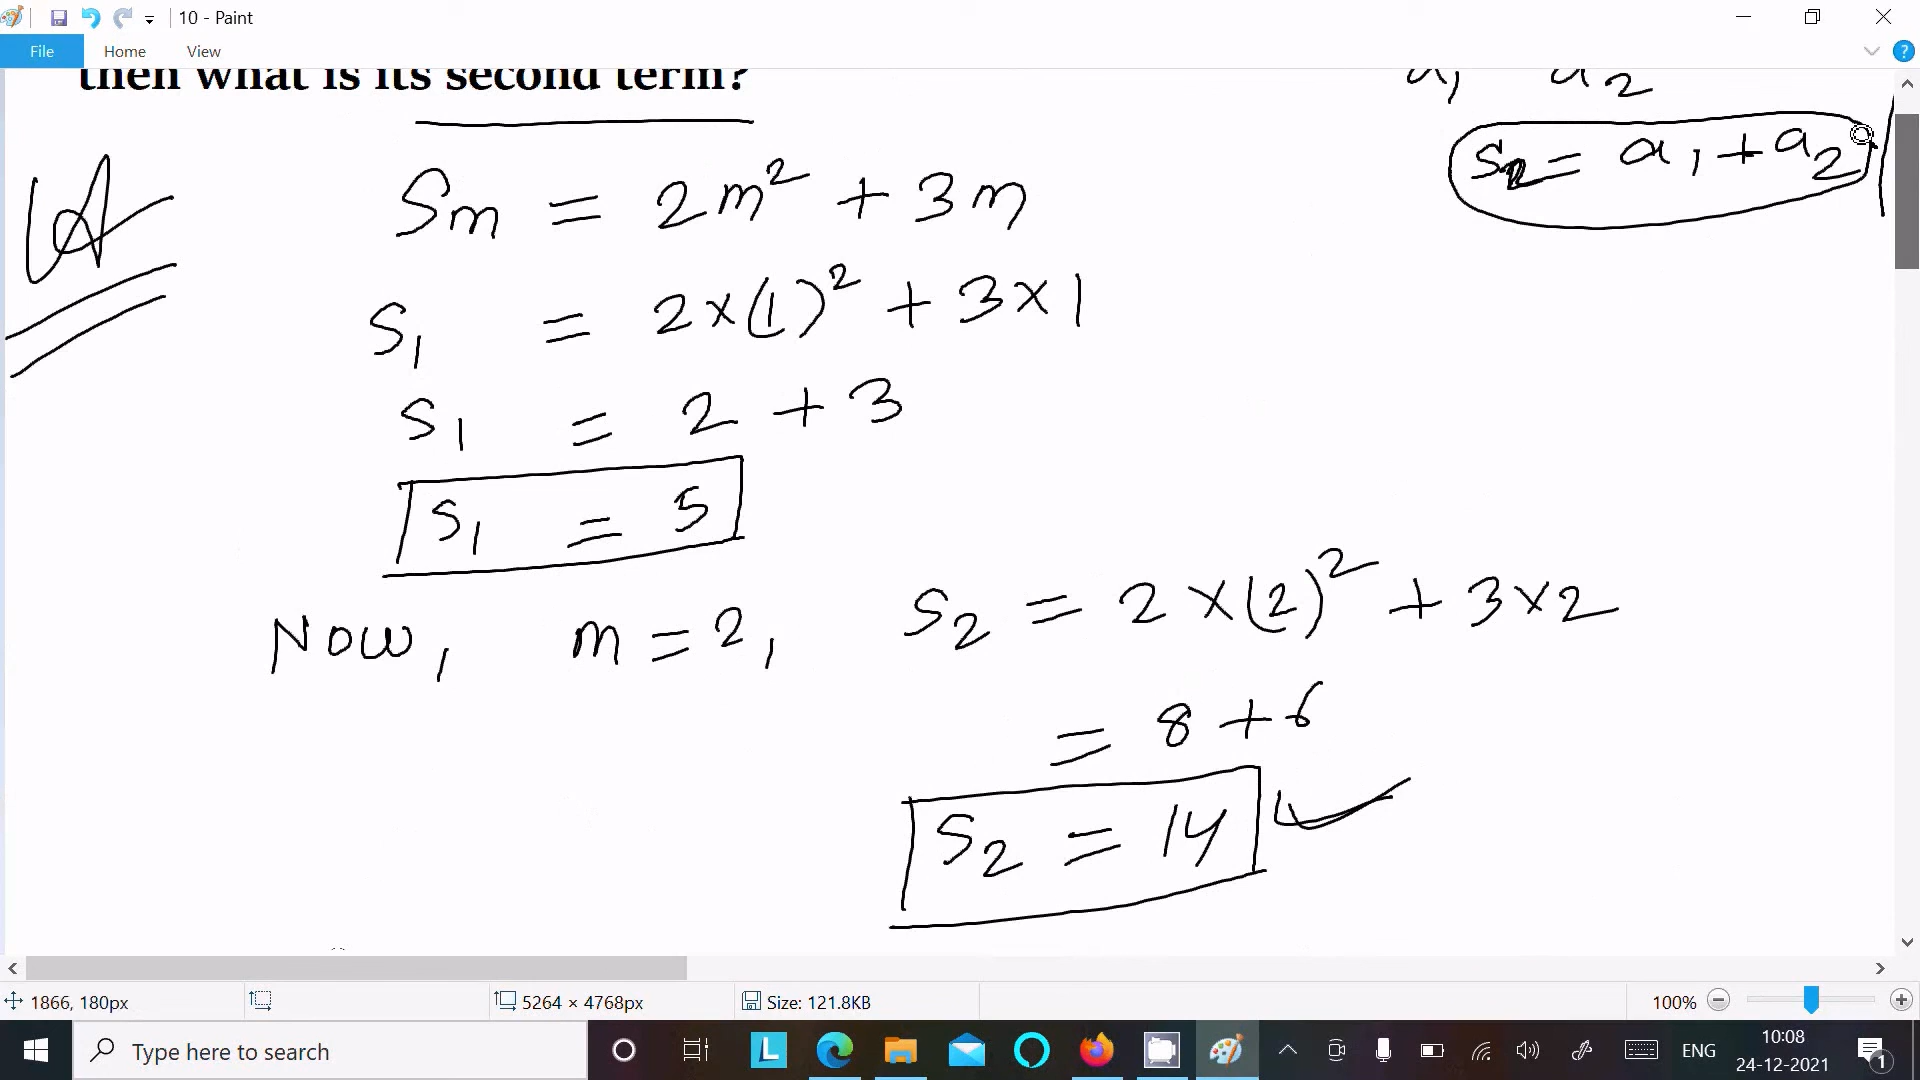 10 - Paint
File Home View
then what is its second term?
a₁ a₂
S₂ = a₁ + a₂
Sm = 2m² + 3m
S₁ = 2×(1)² + 3×1
S₁ = 2 + 3
S₁ = 5
Now, m = 2, S₂ = 2×(2)² + 3×2
= 8 + 6
S₂ = 14
1866, 180px 5264 × 4768px Size: 121.8KB 100%
Type here to search L ENG 10:08
24-12-2021 1